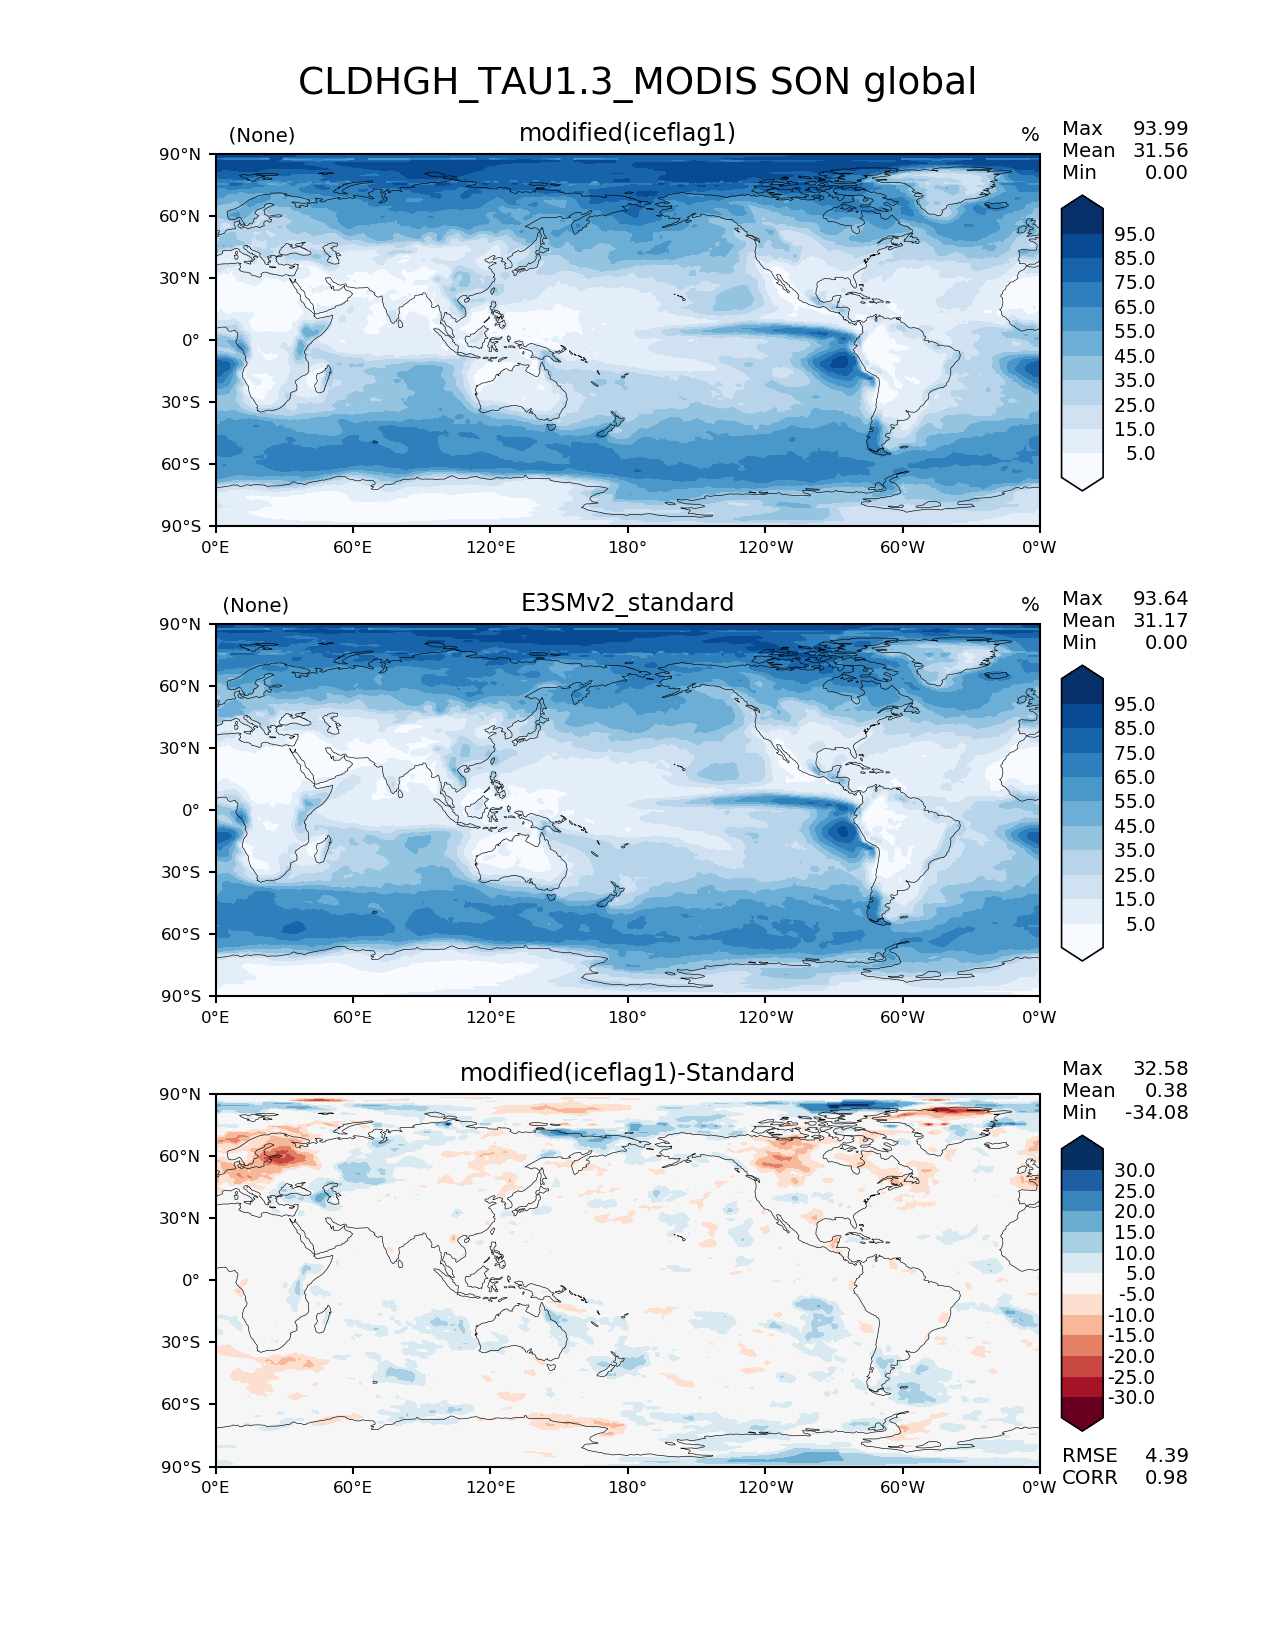 CLDHGH_TAU1.3_MODIS SON global
(None) modified(iceflag1) %
Max 93.99
Mean 31.56
Min 0.00
90°N
60°N
30°N
0°
30°S
60°S
90°S
0°E 60°E 120°E 180° 120°W 60°W 0°W
95.0
85.0
75.0
65.0
55.0
45.0
35.0
25.0
15.0
5.0
(None) E3SMv2_standard %
Max 93.64
Mean 31.17
Min 0.00
90°N
60°N
30°N
0°
30°S
60°S
90°S
0°E 60°E 120°E 180° 120°W 60°W 0°W
95.0
85.0
75.0
65.0
55.0
45.0
35.0
25.0
15.0
5.0
modified(iceflag1)-Standard
Max 32.58
Mean 0.38
Min -34.08
90°N
60°N
30°N
0°
30°S
60°S
90°S
0°E 60°E 120°E 180° 120°W 60°W 0°W
30.0
25.0
20.0
15.0
10.0
5.0
-5.0
-10.0
-15.0
-20.0
-25.0
-30.0
RMSE 4.39
CORR 0.98